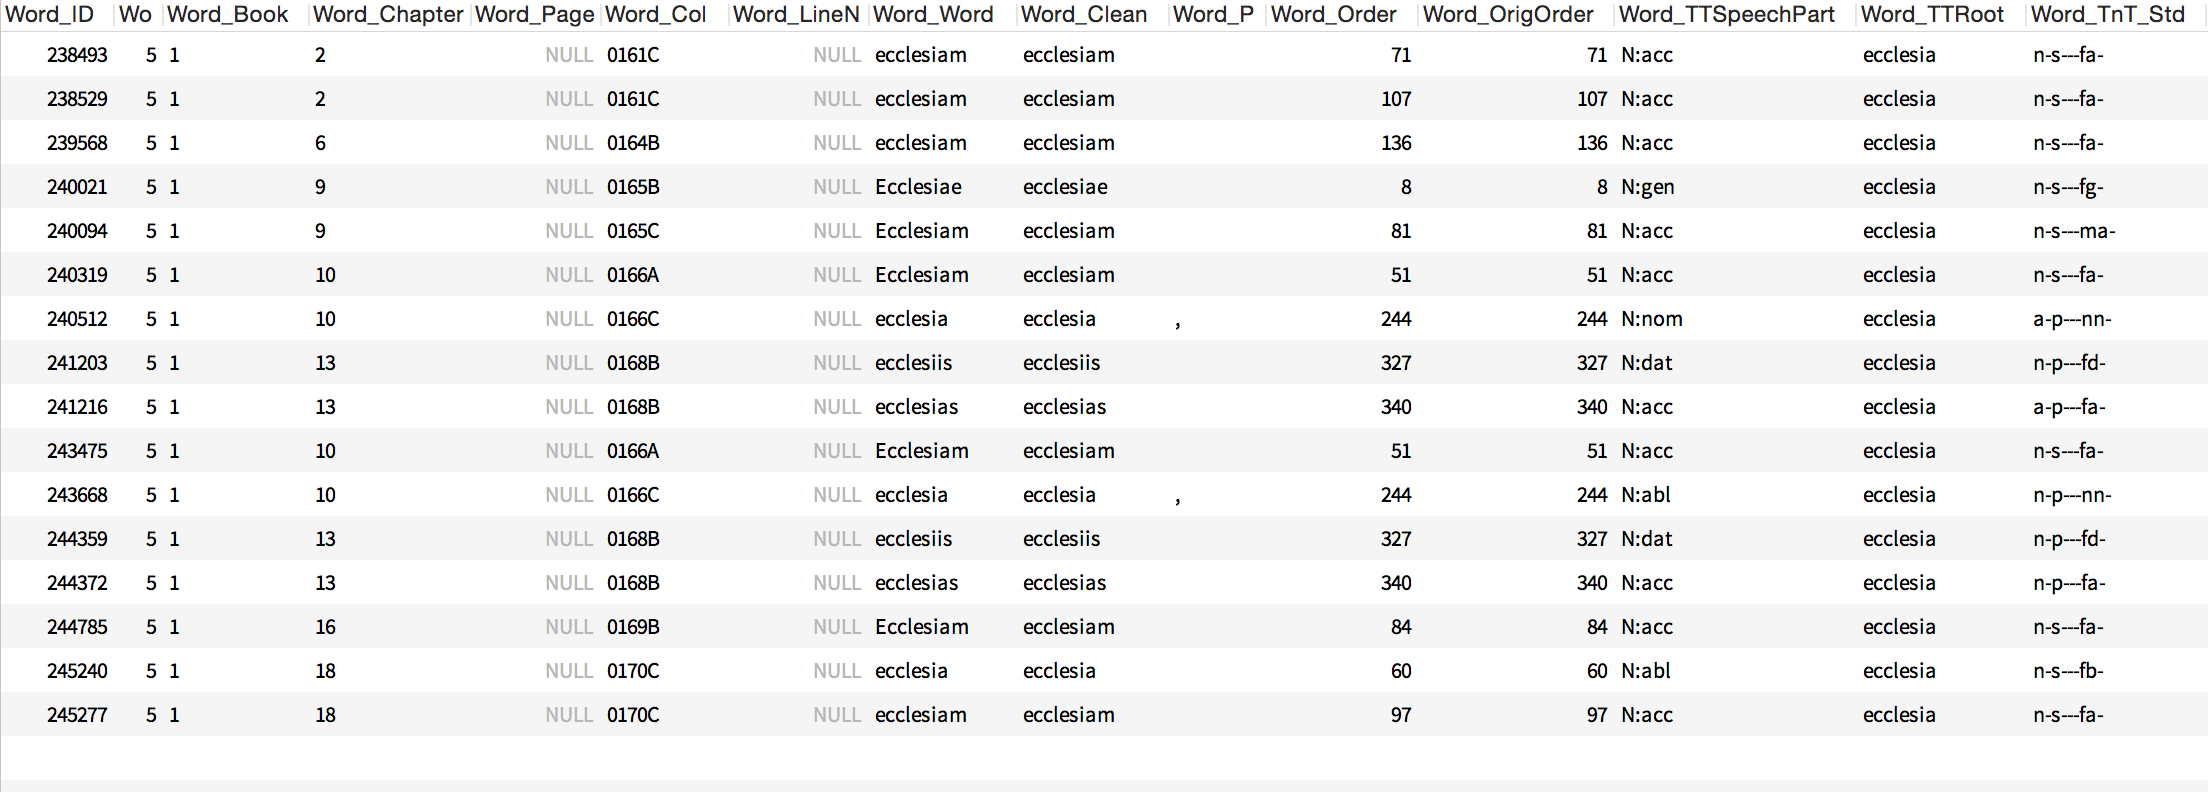 Word_ID Wo Word_Book Word_Chapter Word_Page Word_Col Word_LineN Word_Word Word_Clean Word_P Word_Order Word_OrigOrder Word_TTSpeechPart Word_TTRoot Word_TnT_Std
238493 5 1 2 NULL 0161C NULL ecclesiam ecclesiam 71 71 N:acc ecclesia n-s---fa-
238529 5 1 2 NULL 0161C NULL ecclesiam ecclesiam 107 107 N:acc ecclesia n-s---fa-
239568 5 1 6 NULL 0164B NULL ecclesiam ecclesiam 136 136 N:acc ecclesia n-s---fa-
240021 5 1 9 NULL 0165B NULL Ecclesiae ecclesiae 8 8 N:gen ecclesia n-s---fg-
240094 5 1 9 NULL 0165C NULL Ecclesiam ecclesiam 81 81 N:acc ecclesia n-s---ma-
240319 5 1 10 NULL 0166A NULL Ecclesiam ecclesiam 51 51 N:acc ecclesia n-s---fa-
240512 5 1 10 NULL 0166C NULL ecclesia ecclesia , 244 244 N:nom ecclesia a-p---nn-
241203 5 1 13 NULL 0168B NULL ecclesiis ecclesiis 327 327 N:dat ecclesia n-p---fd-
241216 5 1 13 NULL 0168B NULL ecclesias ecclesias 340 340 N:acc ecclesia a-p---fa-
243475 5 1 10 NULL 0166A NULL Ecclesiam ecclesiam 51 51 N:acc ecclesia n-s---fa-
243668 5 1 10 NULL 0166C NULL ecclesia ecclesia , 244 244 N:abl ecclesia n-p---nn-
244359 5 1 13 NULL 0168B NULL ecclesiis ecclesiis 327 327 N:dat ecclesia n-p---fd-
244372 5 1 13 NULL 0168B NULL ecclesias ecclesias 340 340 N:acc ecclesia n-p---fa-
244785 5 1 16 NULL 0169B NULL Ecclesiam ecclesiam 84 84 N:acc ecclesia n-s---fa-
245240 5 1 18 NULL 0170C NULL ecclesia ecclesia 60 60 N:abl ecclesia n-s---fb-
245277 5 1 18 NULL 0170C NULL ecclesiam ecclesiam 97 97 N:acc ecclesia n-s---fa-